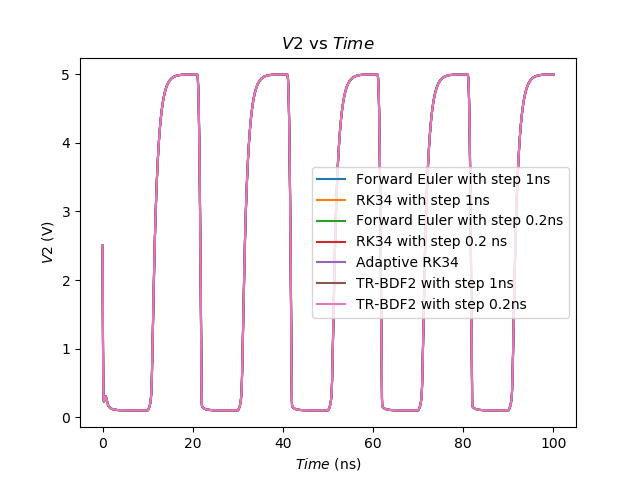 V2 vs Time
5
4
3
2
1
0
V2 (V)
Forward Euler with step 1ns
RK34 with step 1ns
Forward Euler with step 0.2ns
RK34 with step 0.2 ns
Adaptive RK34
TR-BDF2 with step 1ns
TR-BDF2 with step 0.2ns
0 20 40 60 80 100
Time (ns)